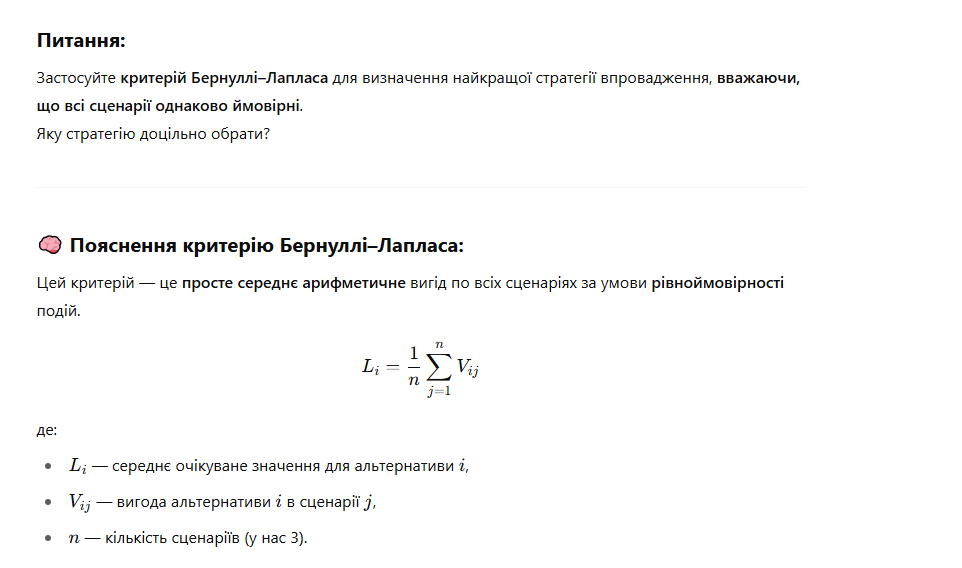 Питання:
Застосуйте критерій Бернуллі–Лапласа для визначення найкращої стратегії впровадження, вважаючи,
що всі сценарії однаково ймовірні.
Яку стратегію доцільно обрати?
🧠 Пояснення критерію Бернуллі–Лапласа:
Цей критерій — це просте середнє арифметичне вигід по всіх сценаріях за умови рівноймовірності
подій.
$L_i = \frac{1}{n} \sum_{j=1}^{n} V_{ij}$
де:
• $L_i$ — середнє очікуване значення для альтернативи $i$,
• $V_{ij}$ — вигода альтернативи $i$ в сценарії $j$,
• $n$ — кількість сценаріїв (у нас 3).